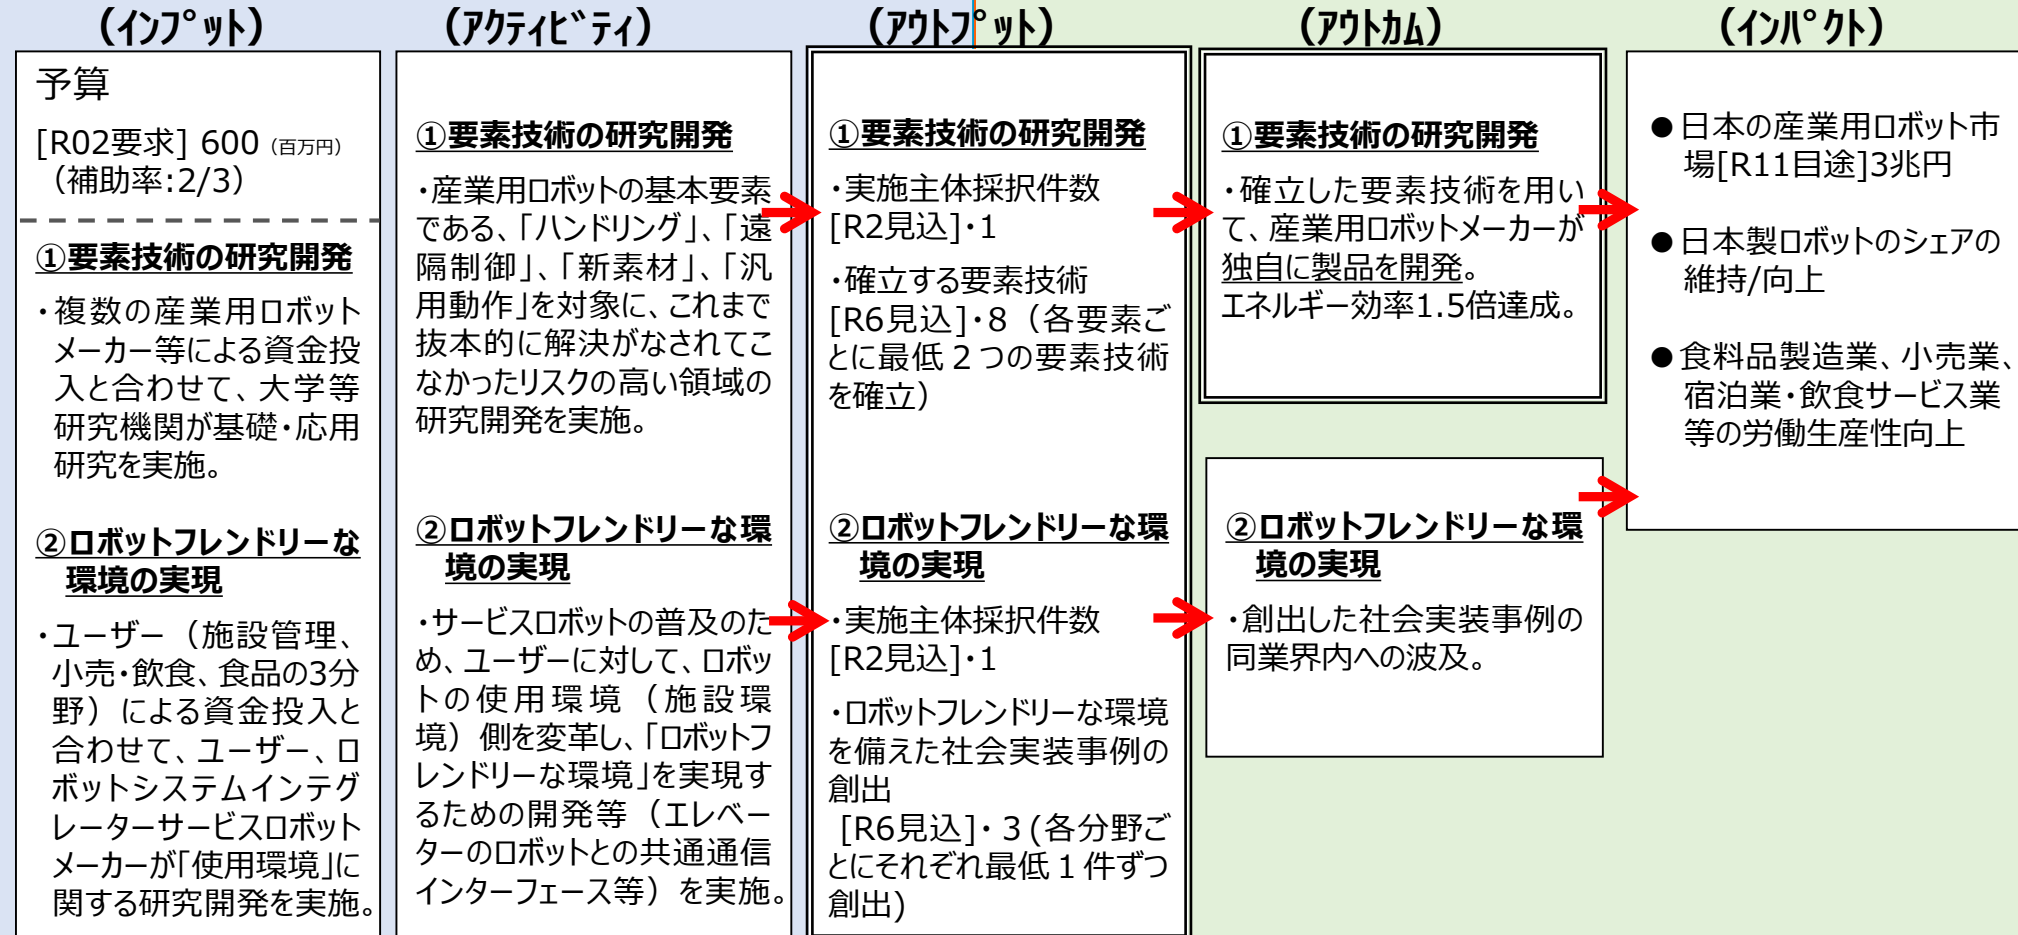 (インプット)
予算
[R02要求] 600 (百万円)
(補助率:2/3)
①要素技術の研究開発
・複数の産業用ロボット
メーカー等による資金投
入と合わせて、大学等
研究機関が基礎・応用
研究を実施。
②ロボットフレンドリーな
環境の実現
・ユーザー(施設管理、
小売・飲食、食品の3分
野)による資金投入と
合わせて、ユーザー、ロ
ボットシステムインテグ
レーターサービスロボット
メーカーが「使用環境」に
関する研究開発を実施。
(アクティビティ)
①要素技術の研究開発
・産業用ロボットの基本要素
である、「ハンドリング」、「遠
隔制御」、「新素材」、「汎
用動作」を対象に、これまで
抜本的に解決がなされてこ
なかったリスクの高い領域の
研究開発を実施。
②ロボットフレンドリーな環
境の実現
・サービスロボットの普及のた
め、ユーザーに対して、ロボッ
トの使用環境(施設環
境)側を変革し、「ロボットフ
レンドリーな環境」を実現す
るための開発等(エレベー
ターのロボットとの共通通信
インターフェース等)を実施。
(アウトプット)
①要素技術の研究開発
・実施主体採択件数
[R2見込]・1
・確立する要素技術
[R6見込]・8(各要素ご
とに最低2つの要素技術
を確立)
②ロボットフレンドリーな環
境の実現
・実施主体採択件数
[R2見込]・1
・ロボットフレンドリーな環境
を備えた社会実装事例の
創出
[R6見込]・3(各分野ご
とにそれぞれ最低1件ずつ
創出)
(アウトカム)
①要素技術の研究開発
・確立した要素技術を用い
て、産業用ロボットメーカーが
独自に製品を開発。
エネルギー効率1.5倍達成。
②ロボットフレンドリーな環
境の実現
・創出した社会実装事例の
同業界内への波及。
(インパクト)
●日本の産業用ロボット市
場[R11目途]3兆円
●日本製ロボットのシェアの
維持/向上
●食料品製造業、小売業、
宿泊業・飲食サービス業
等の労働生産性向上